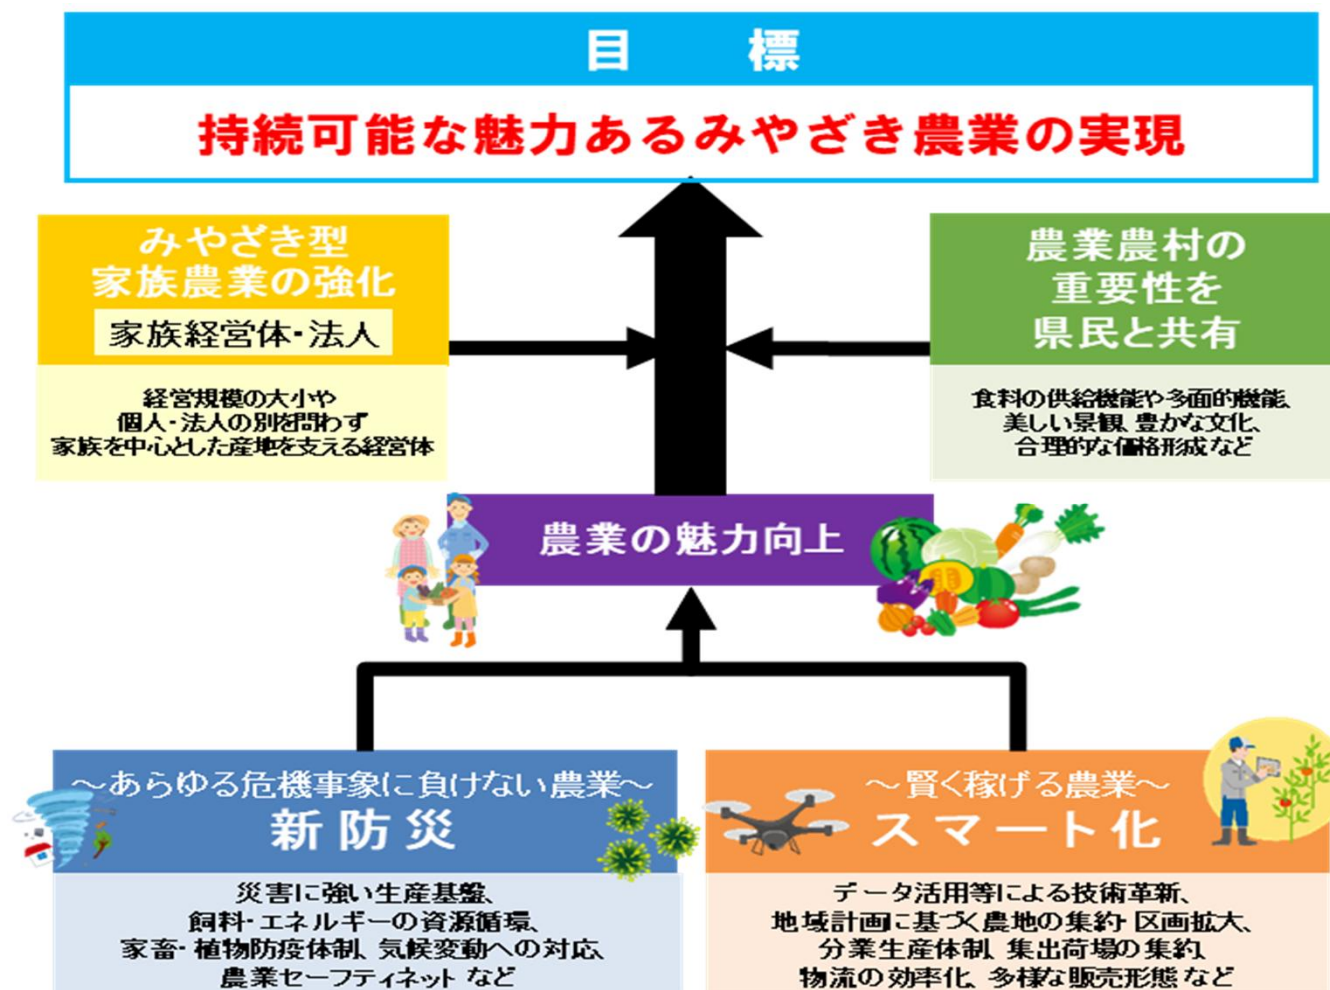 目 標
持続可能な魅力あるみやざき農業の実現
みやざき型
家族農業の強化
家族経営体・法人
経営規模の大小や
個人・法人の別を問わず
家族を中心とした産地を支える経営体
農業農村の
重要性を
県民と共有
食料の供給機能や多面的機能、
美しい景観、豊かな文化、
合理的な価格形成など
農業の魅力向上
～あらゆる危機事象に負けない農業～
新防災
災害に強い生産基盤、
飼料・エネルギーの資源循環、
家畜・植物防疫体制、気候変動への対応、
農業セーフティネットなど
～賢く稼げる農業～
スマート化
データ活用等による技術革新、
地域計画に基づく農地の集約・区画拡大、
分業生産体制、集出荷場の集約、
物流の効率化、多様な販売形態など